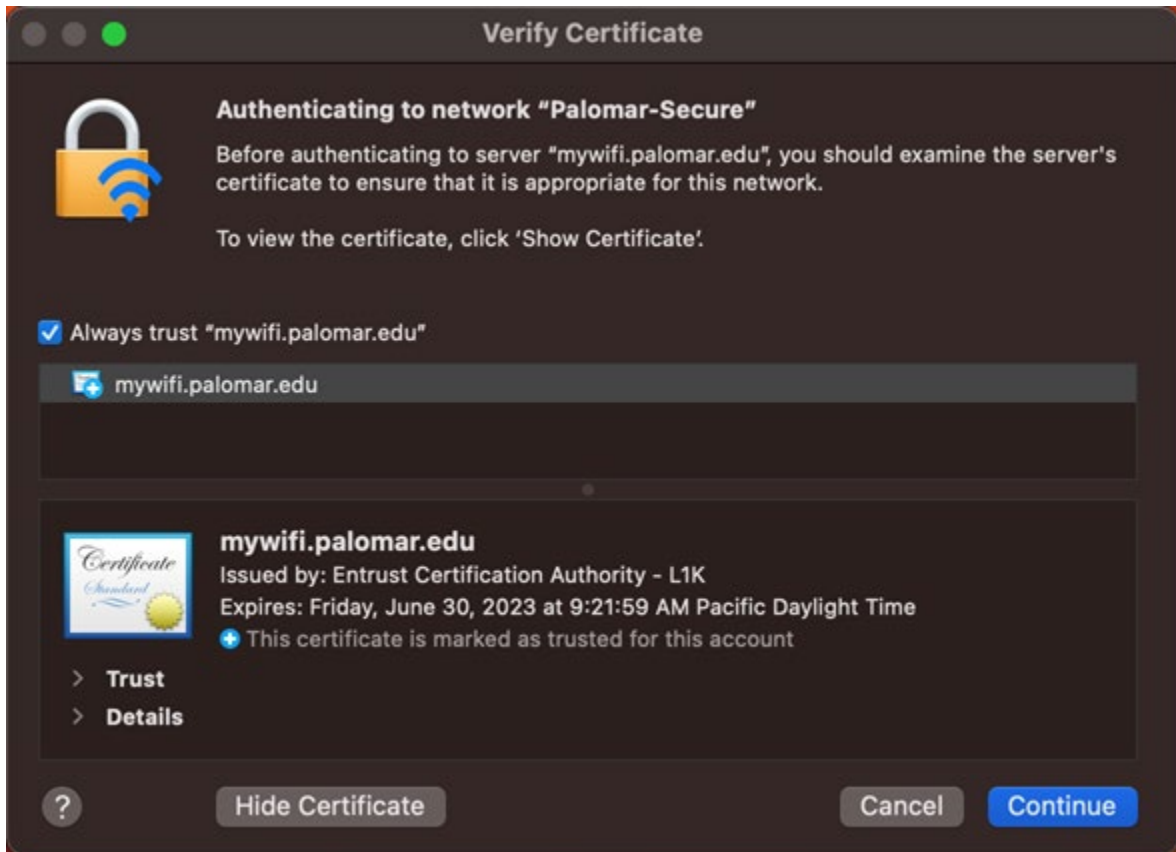 Verify Certificate
Authenticating to network “Palomar-Secure”
Before authenticating to server “mywifi.palomar.edu”, you should examine the server's
certificate to ensure that it is appropriate for this network.
To view the certificate, click ‘Show Certificate’.
Always trust “mywifi.palomar.edu”
mywifi.palomar.edu
Certificate
Standard
mywifi.palomar.edu
Issued by: Entrust Certification Authority - L1K
Expires: Friday, June 30, 2023 at 9:21:59 AM Pacific Daylight Time
This certificate is marked as trusted for this account
Trust
Details
?
Hide Certificate
Cancel
Continue